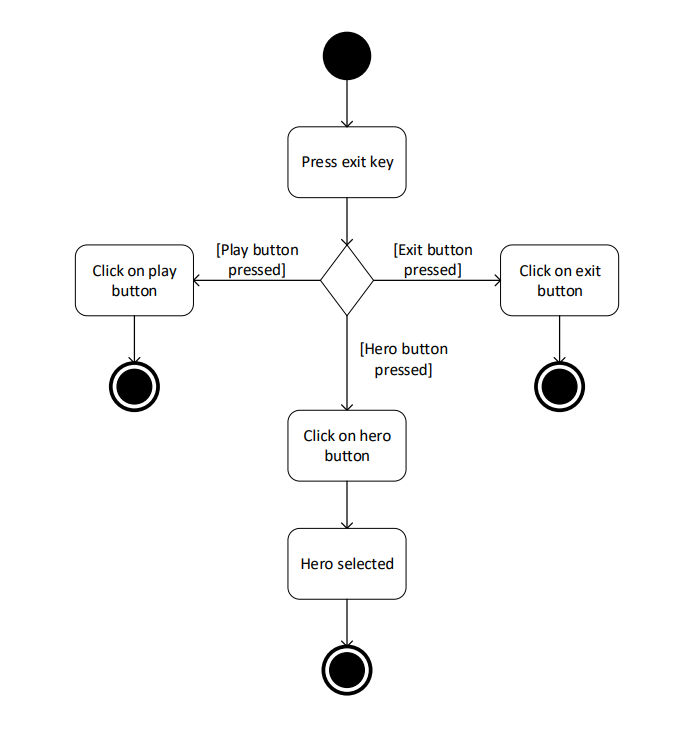 Press exit key
[Play button
pressed]
[Exit button
pressed]
Click on play
button
Click on exit
button
[Hero button
pressed]
Click on hero
button
Hero selected